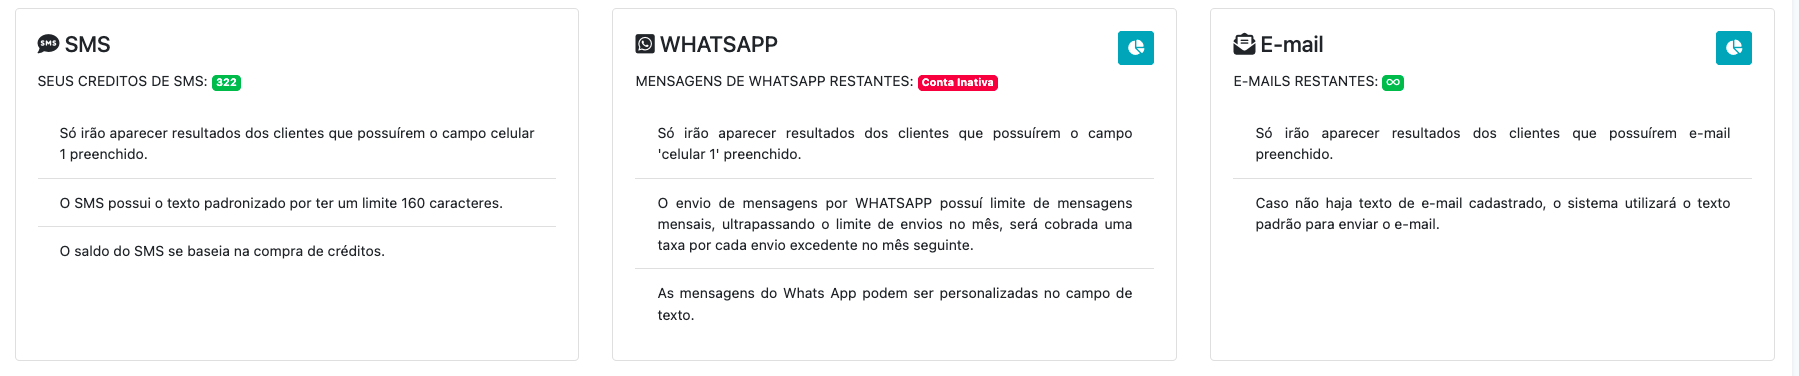 SMS
SEUS CREDITOS DE SMS: 322
Só irão aparecer resultados dos clientes que possuírem o campo celular
1 preenchido.
O SMS possui o texto padronizado por ter um limite 160 caracteres.
O saldo do SMS se baseia na compra de créditos.
WHATSAPP
MENSAGENS DE WHATSAPP RESTANTES: Conta Inativa
Só irão aparecer resultados dos clientes que possuírem o campo
'celular 1' preenchido.
O envio de mensagens por WHATSAPP possuí limite de mensagens
mensais, ultrapassando o limite de envios no mês, será cobrada uma
taxa por cada envio excedente no mês seguinte.
As mensagens do Whats App podem ser personalizadas no campo de
texto.
E-mail
E-MAILS RESTANTES: ∞
Só irão aparecer resultados dos clientes que possuírem e-mail
preenchido.
Caso não haja texto de e-mail cadastrado, o sistema utilizará o texto
padrão para enviar o e-mail.